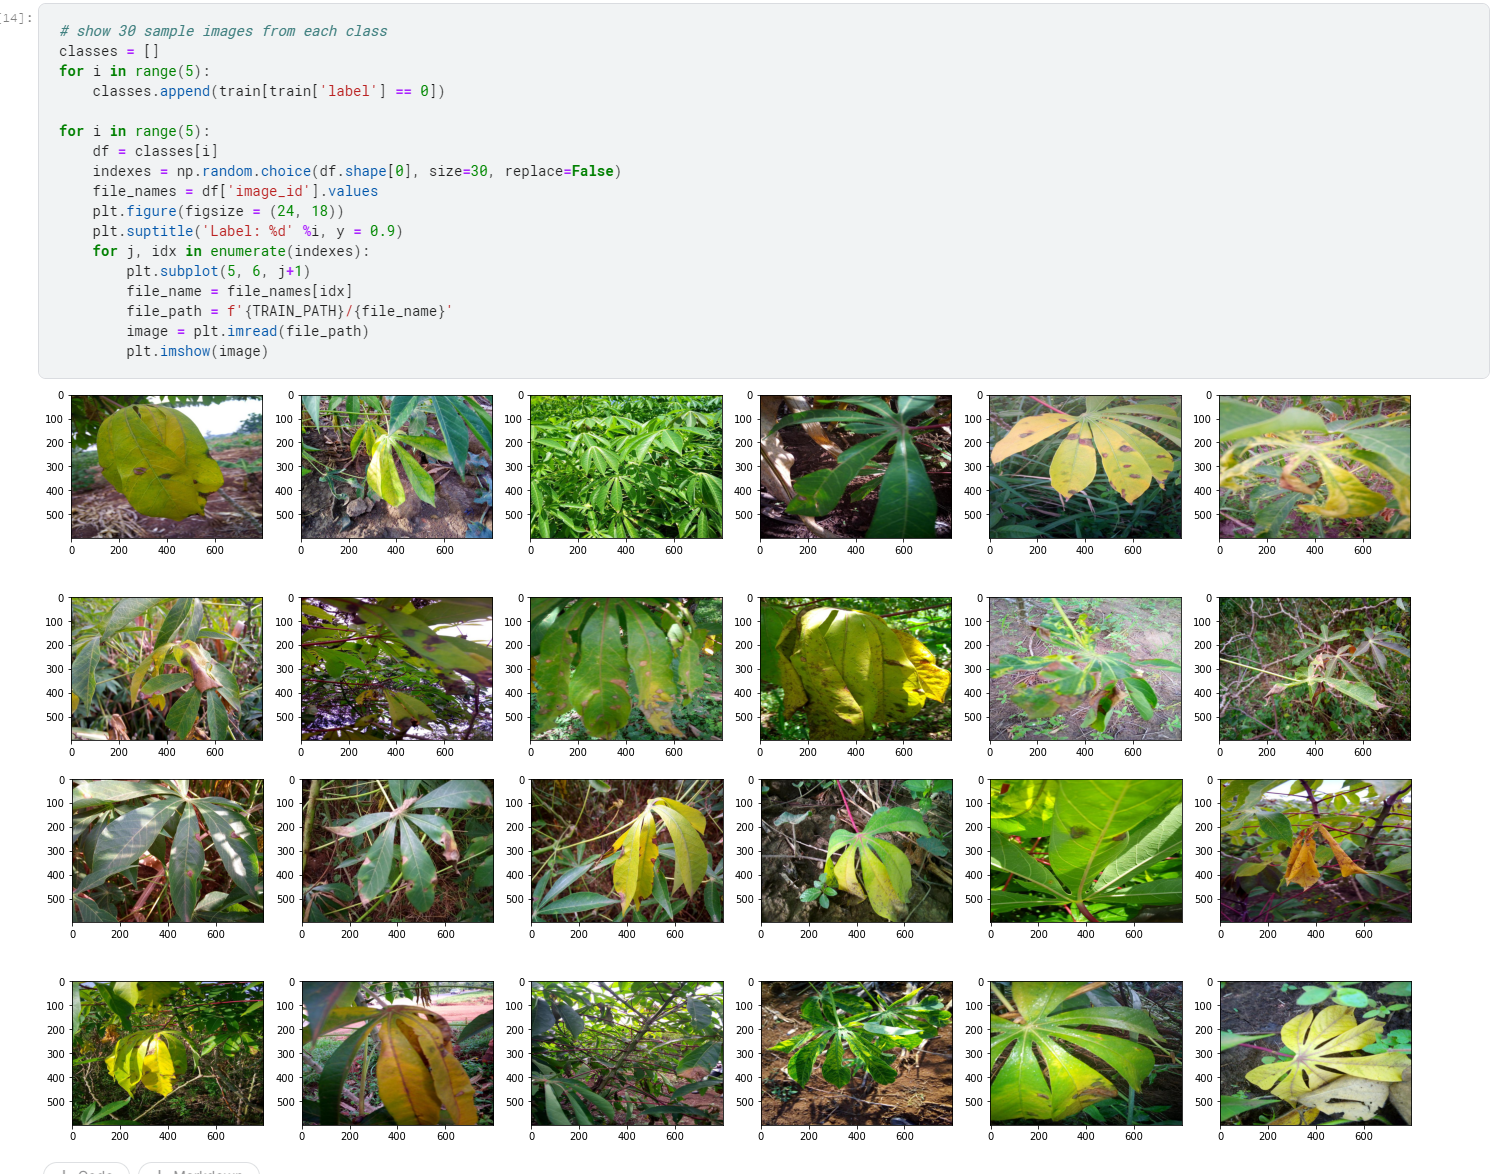 [14]:
# show 30 sample images from each class
classes = []
for i in range(5):
    classes.append(train[train['label'] == 0])

for i in range(5):
    df = classes[i]
    indexes = np.random.choice(df.shape[0], size=30, replace=False)
    file_names = df['image_id'].values
    plt.figure(figsize = (24, 18))
    plt.suptitle('Label: %d' %i, y = 0.9)
    for j, idx in enumerate(indexes):
        plt.subplot(5, 6, j+1)
        file_name = file_names[idx]
        file_path = f'{TRAIN_PATH}/{file_name}'
        image = plt.imread(file_path)
        plt.imshow(image)
0 0 0 0 0 0
100 100 100 100 100 100
200 200 200 200 200 200
300 300 300 300 300 300
400 400 400 400 400 400
500 500 500 500 500 500
0 200 400 600 0 200 400 600 0 200 400 600 0 200 400 600 0 200 400 600 0 200 400 600
0 0 0 0 0 0
100 100 100 100 100 100
200 200 200 200 200 200
300 300 300 300 300 300
400 400 400 400 400 400
500 500 500 500 500 500
0 200 400 600 0 200 400 600 0 200 400 600 0 200 400 600 0 200 400 600 0 200 400 600
0 0 0 0 0 0
100 100 100 100 100 100
200 200 200 200 200 200
300 300 300 300 300 300
400 400 400 400 400 400
500 500 500 500 500 500
0 200 400 600 0 200 400 600 0 200 400 600 0 200 400 600 0 200 400 600 0 200 400 600
0 0 0 0 0 0
100 100 100 100 100 100
200 200 200 200 200 200
300 300 300 300 300 300
400 400 400 400 400 400
500 500 500 500 500 500
0 200 400 600 0 200 400 600 0 200 400 600 0 200 400 600 0 200 400 600 0 200 400 600
+ Code + Markdown